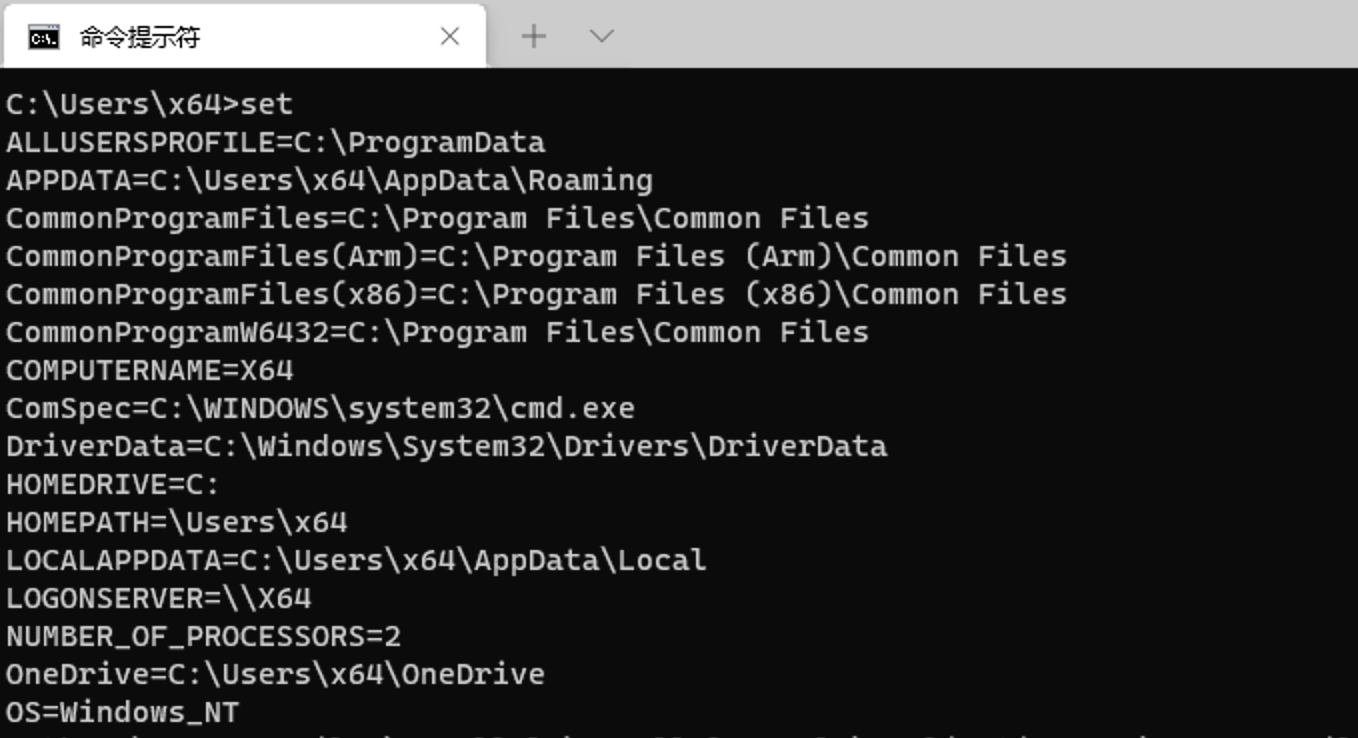 命令提示符
C:\Users\x64>set
ALLUSERSPROFILE=C:\ProgramData
APPDATA=C:\Users\x64\AppData\Roaming
CommonProgramFiles=C:\Program Files\Common Files
CommonProgramFiles(Arm)=C:\Program Files (Arm)\Common Files
CommonProgramFiles(x86)=C:\Program Files (x86)\Common Files
CommonProgramW6432=C:\Program Files\Common Files
COMPUTERNAME=X64
ComSpec=C:\WINDOWS\system32\cmd.exe
DriverData=C:\Windows\System32\Drivers\DriverData
HOMEDRIVE=C:
HOMEPATH=\Users\x64
LOCALAPPDATA=C:\Users\x64\AppData\Local
LOGONSERVER=\\X64
NUMBER_OF_PROCESSORS=2
OneDrive=C:\Users\x64\OneDrive
OS=Windows_NT